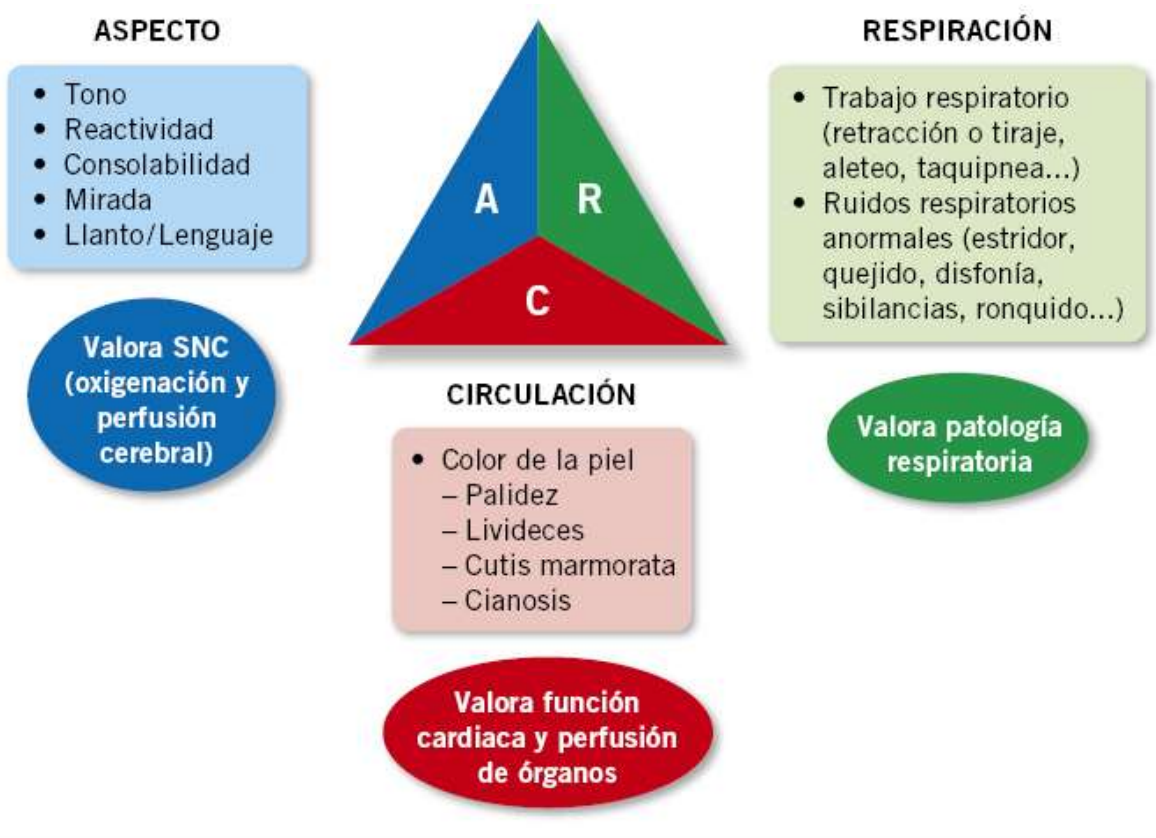 ASPECTO
• Tono
• Reactividad
• Consolabilidad
• Mirada
• Llanto/Lenguaje
Valora SNC
(oxigenación y
perfusión
cerebral)
A
R
C
RESPIRACIÓN
• Trabajo respiratorio
(retracción o tiraje,
aleteo, taquipnea...)
• Ruidos respiratorios
anormales (estridor,
quejido, disfonía,
sibilancias, ronquido...)
Valora patología
respiratoria
CIRCULACIÓN
• Color de la piel
– Palidez
– Livideces
– Cutis marmorata
– Cianosis
Valora función
cardiaca y perfusión
de órganos